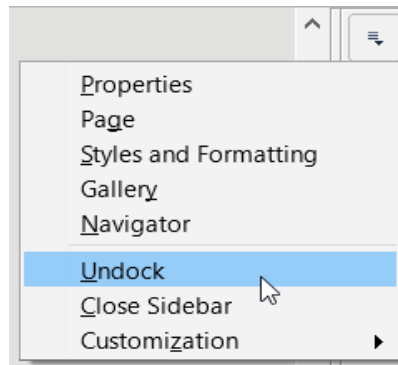 Properties
Page
Styles and Formatting
Gallery
Navigator
Undock
Close Sidebar
Customization